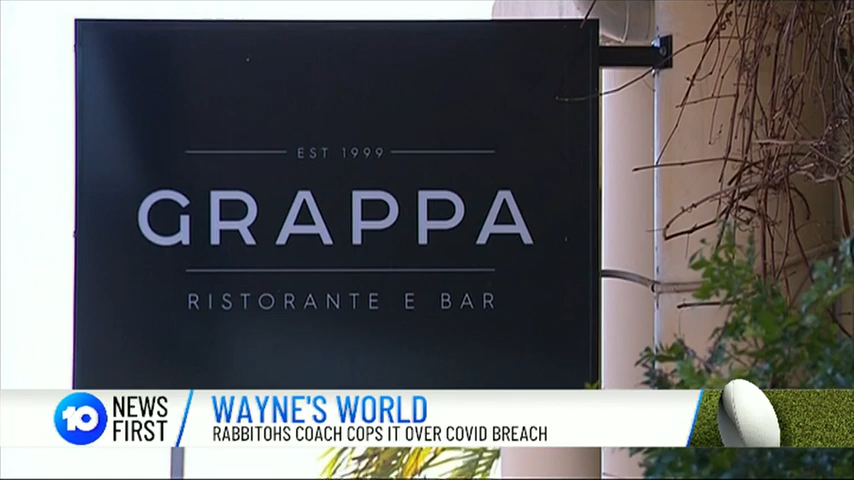 EST 1999
GRAPPA
RISTORANTE E BAR
10 NEWS FIRST
WAYNE'S WORLD
RABBITOHS COACH COPS IT OVER COVID BREACH